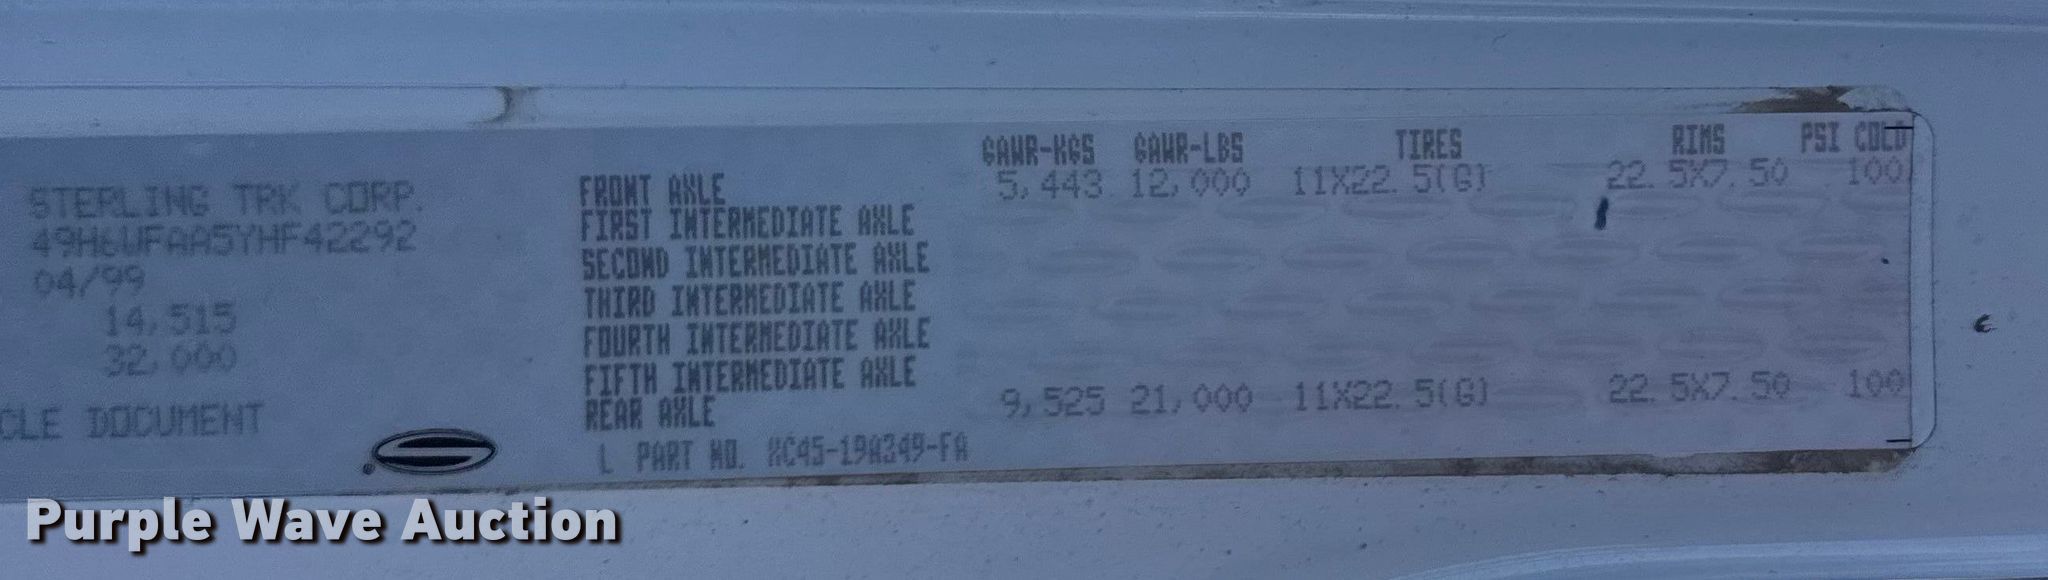 GAWR-KGS GAWR-LBS TIRES RIMS PSI COLD
STERLING TRK CORP. FRONT AXLE 5,443 12,000 11X22.5(G) 22.5X7.50 100
49H6WFAA5YHF42292 FIRST INTERMEDIATE AXLE
04/99 SECOND INTERMEDIATE AXLE
14,515 THIRD INTERMEDIATE AXLE
32,000 FOURTH INTERMEDIATE AXLE
FIFTH INTERMEDIATE AXLE
CLE DOCUMENT REAR AXLE 9,525 21,000 11X22.5(G) 22.5X7.50 100
L PART NO. XC45-19A349-FA
Purple Wave Auction